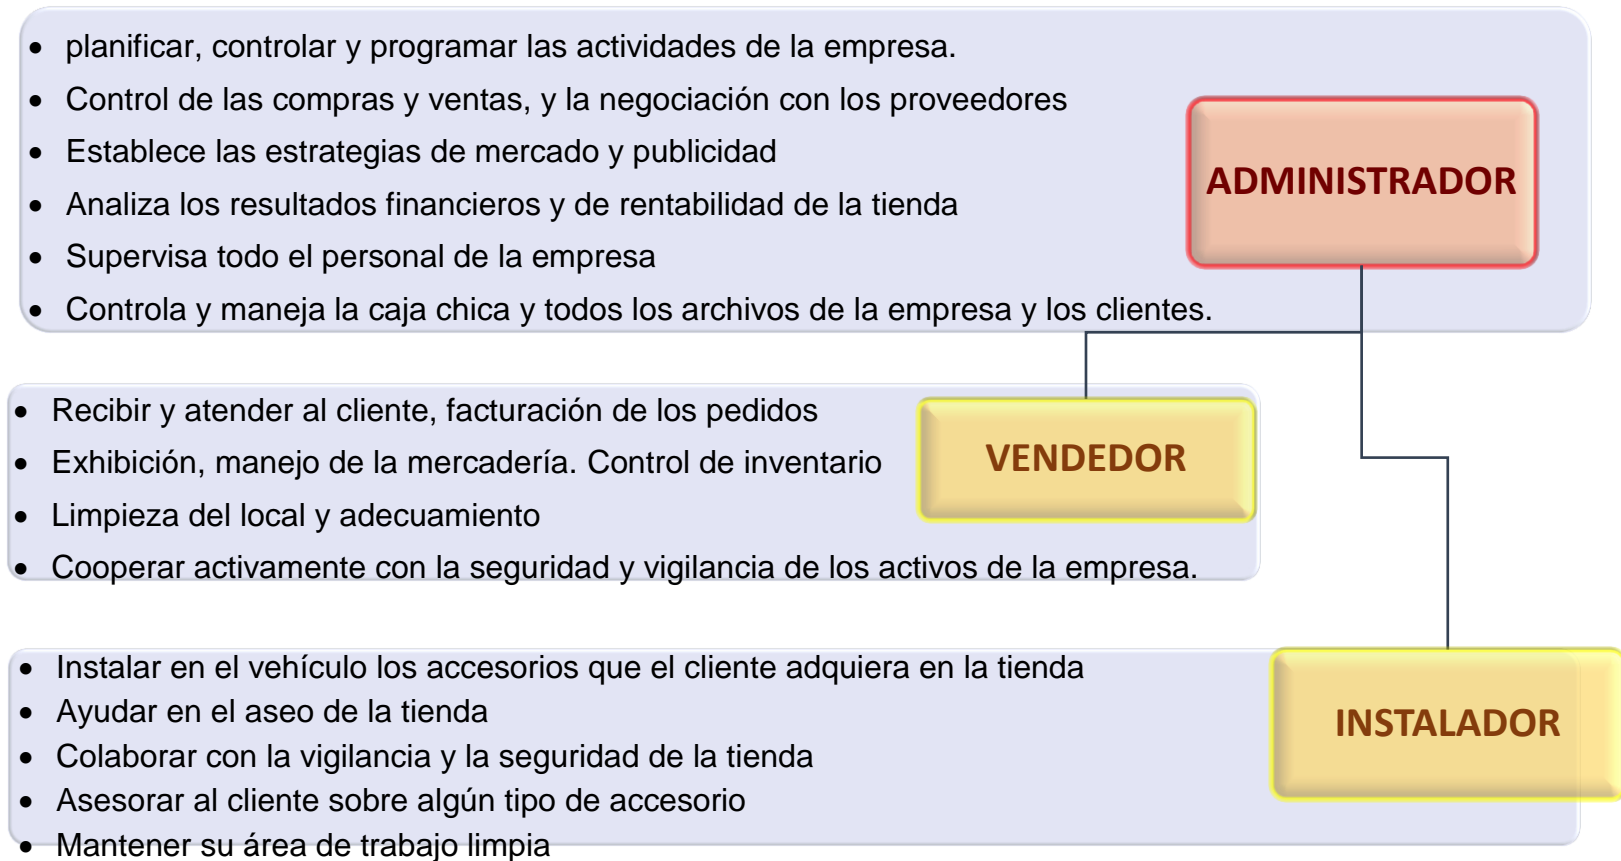 • planificar, controlar y programar las actividades de la empresa.
• Control de las compras y ventas, y la negociación con los proveedores
• Establece las estrategias de mercado y publicidad
• Analiza los resultados financieros y de rentabilidad de la tienda
• Supervisa todo el personal de la empresa
• Controla y maneja la caja chica y todos los archivos de la empresa y los clientes.
ADMINISTRADOR
• Recibir y atender al cliente, facturación de los pedidos
• Exhibición, manejo de la mercadería. Control de inventario
• Limpieza del local y adecuamiento
• Cooperar activamente con la seguridad y vigilancia de los activos de la empresa.
VENDEDOR
• Instalar en el vehículo los accesorios que el cliente adquiera en la tienda
• Ayudar en el aseo de la tienda
• Colaborar con la vigilancia y la seguridad de la tienda
• Asesorar al cliente sobre algún tipo de accesorio
• Mantener su área de trabajo limpia
INSTALADOR